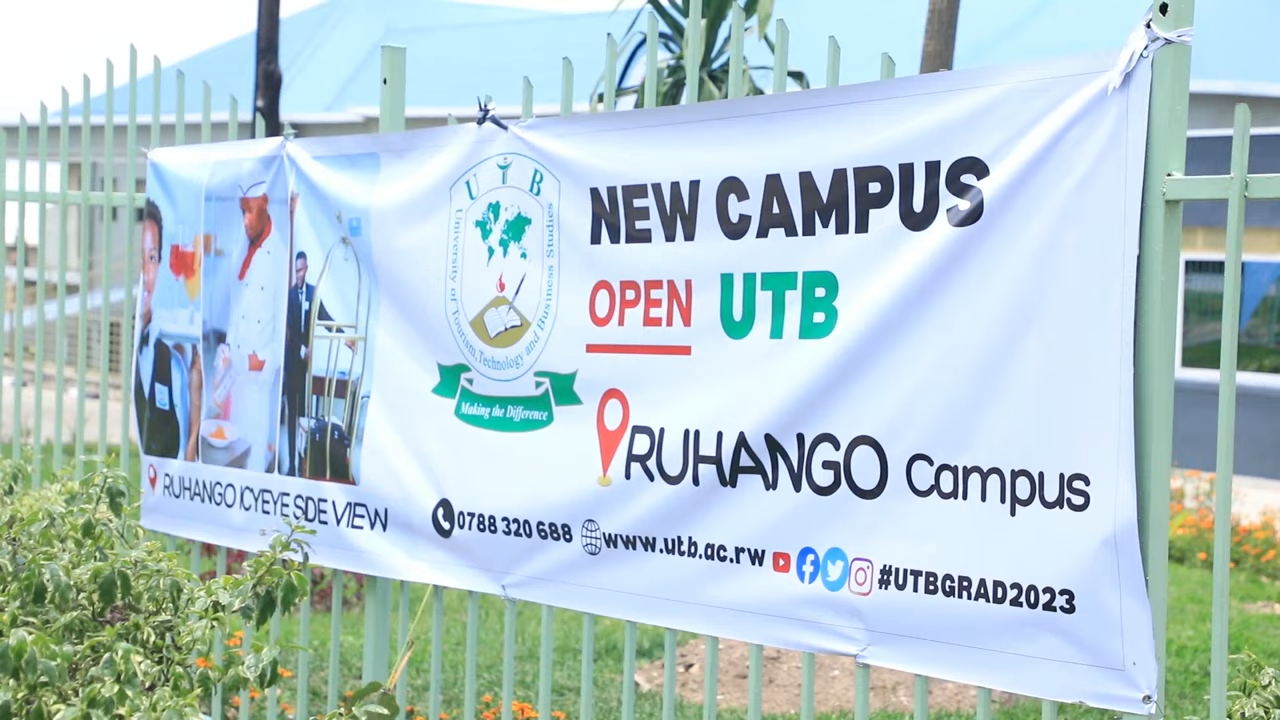 RUHANGO ICYEYE SIDE VIEW
U T B
University of Tourism, Technology and Business Studies
Making the Difference
NEW CAMPUS
OPEN UTB
RUHANGO Campus
0788 320 688 www.utb.ac.rw #UTBGRAD2023